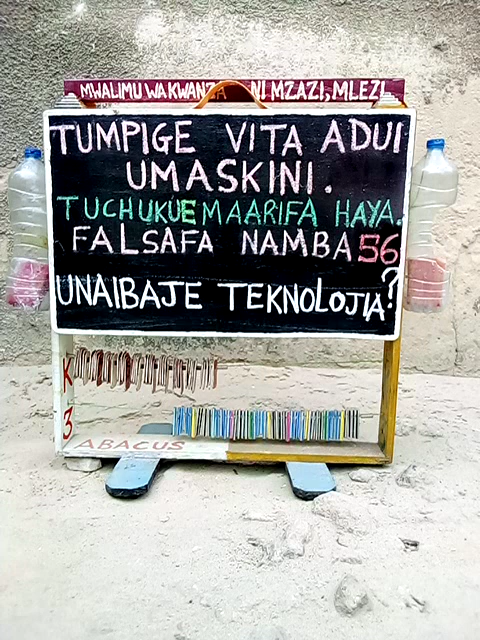 MWALIMU WA KWANZA NI MZAZI, MLEZI.
TUMPIGE VITA ADUI
UMASKINI.
TUCHUKUE MAARIFA HAYA.
FALSAFA NAMBA 56
UNAIBAJE TEKNOLOJIA?
K
3
ABACUS